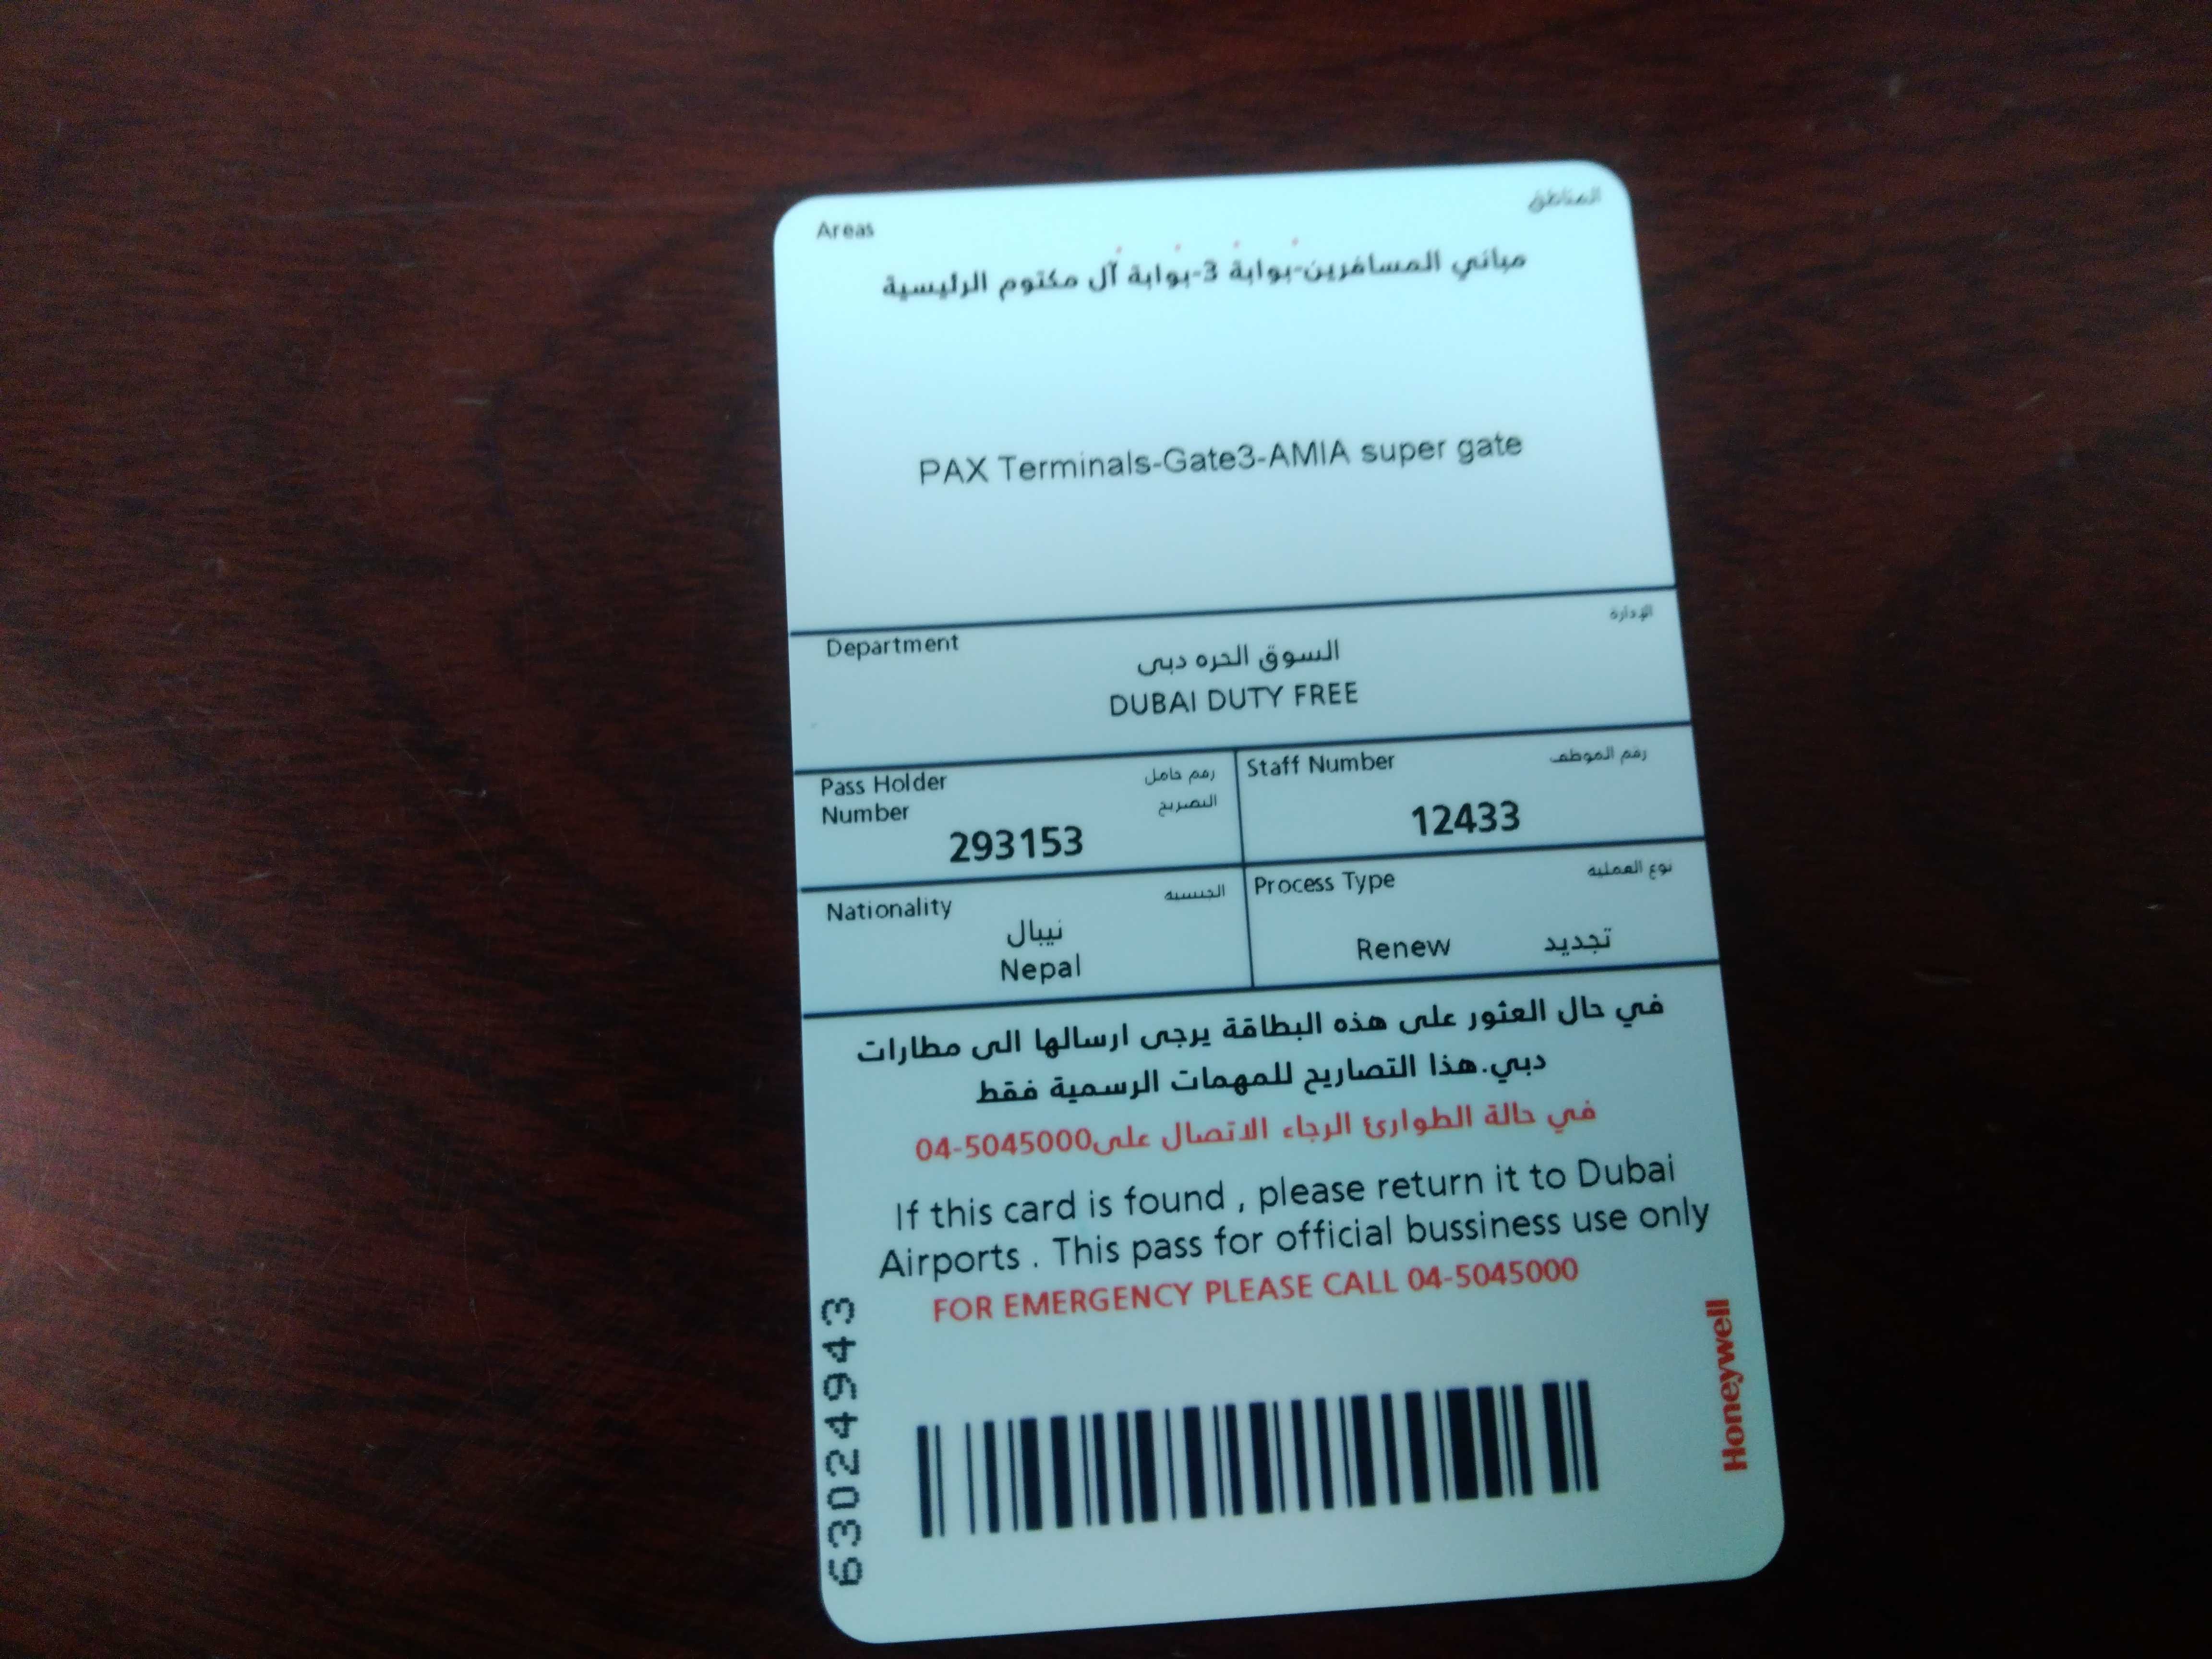 Areas المناطق
مباني المسافرين-بوابة 3-بوابة آل مكتوم الرئيسية
PAX Terminals-Gate3-AMIA super gate
Department الإدارة
السوق الحره دبى
DUBAI DUTY FREE
Pass Holder رقم حامل
Number التصريح
293153
Staff Number رقم الموظف
12433
Nationality الجنسيه
نيبال
Nepal
Process Type نوع العملية
Renew تجديد
في حال العثور على هذه البطاقة يرجى ارسالها الى مطارات
دبي.هذا التصاريح للمهمات الرسمية فقط
في حالة الطوارئ الرجاء الاتصال على04-5045000
If this card is found , please return it to Dubai
Airports . This pass for official bussiness use only
FOR EMERGENCY PLEASE CALL 04-5045000
63024943
Honeywell